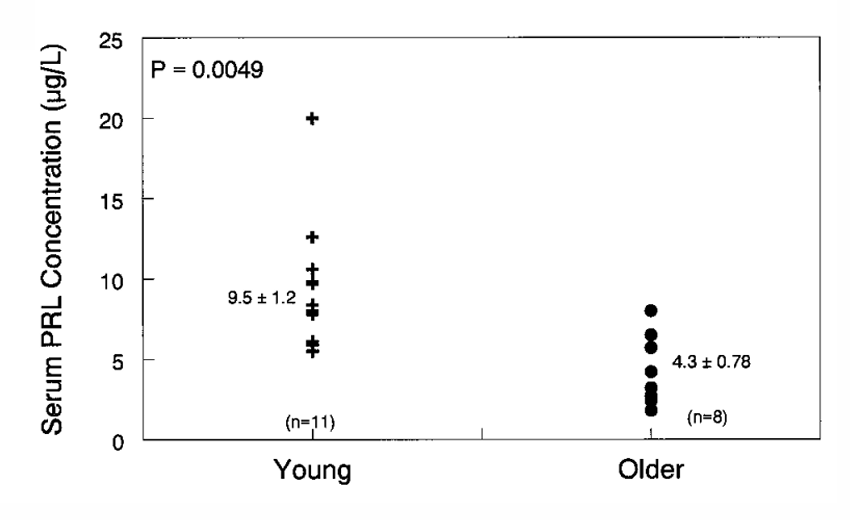 Serum PRL Concentration (µg/L)
25
20
15
10
5
0
P = 0.0049
9.5 ± 1.2
4.3 ± 0.78
(n=11)
(n=8)
Young
Older